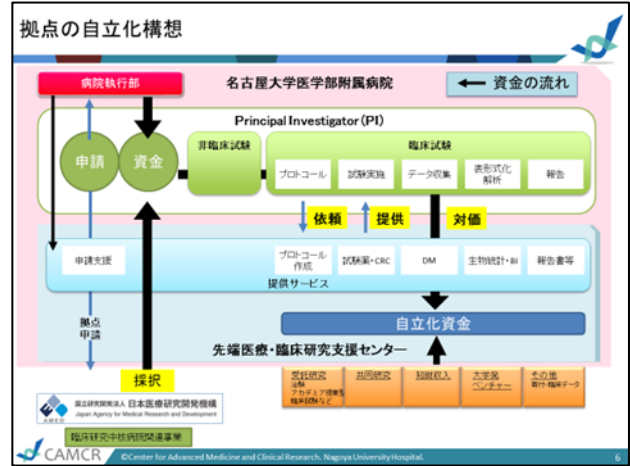 拠点の自立化構想
病院執行部
名古屋大学医学部附属病院
資金の流れ
Principal Investigator (PI)
申請
資金
非臨床試験
臨床試験
プロトコール
試験実施
データ収集
表形式化
解析
報告
依頼
提供
対価
申請支援
プロトコール
作成
試験薬・CRC
DM
生物統計・BI
報告書等
提供サービス
拠点
申請
自立化資金
先端医療・臨床研究支援センター
採択
受託研究
治験
臨床試験など
共同研究
知財収入
大学発
ベンチャー
その他
寄付・臨床データ
AMED
国立研究開発法人 日本医療研究開発機構
Japan Agency for Medical Research and Development
臨床研究中核病院関連事業
CAMCR
©Center for Advanced Medicine and Clinical Research. Nagoya University Hospital.
6